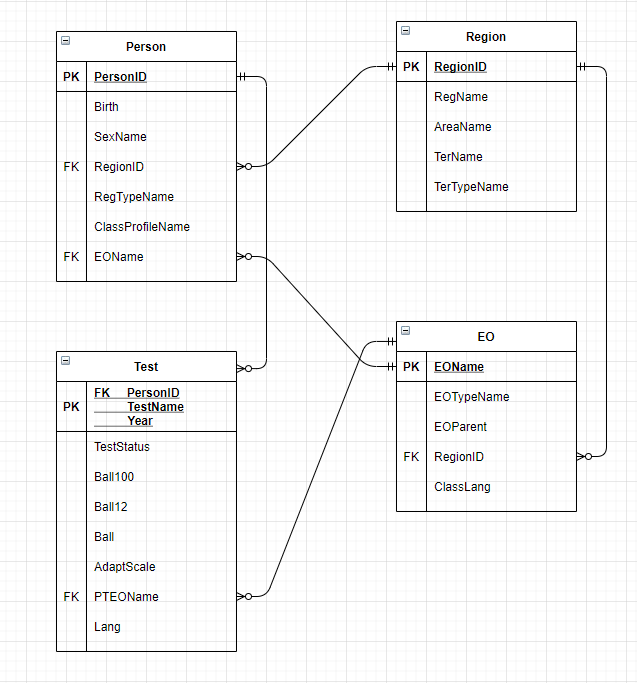 Person
PK PersonID
Birth
SexName
FK RegionID
RegTypeName
ClassProfileName
FK EOName
Region
PK RegionID
RegName
AreaName
TerName
TerTypeName
Test
FK PersonID
PK TestName
Year
TestStatus
Ball100
Ball12
Ball
AdaptScale
FK PTEOName
Lang
EO
PK EOName
EOTypeName
EOParent
FK RegionID
ClassLang